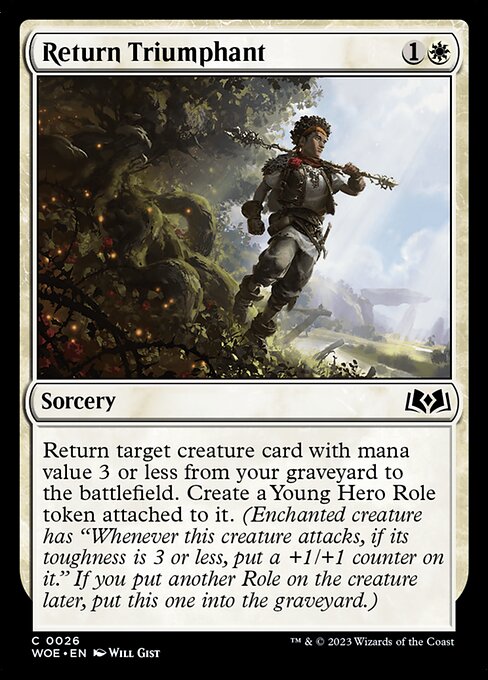 Return Triumphant 1
Sorcery
Return target creature card with mana
value 3 or less from your graveyard to
the battlefield. Create a Young Hero Role
token attached to it. (Enchanted creature
has “Whenever this creature attacks, if its
toughness is 3 or less, put a +1/+1 counter on
it.” If you put another Role on the creature
later, put this one into the graveyard.)
C 0026
WOE • EN Will Gist
™ & © 2023 Wizards of the Coast